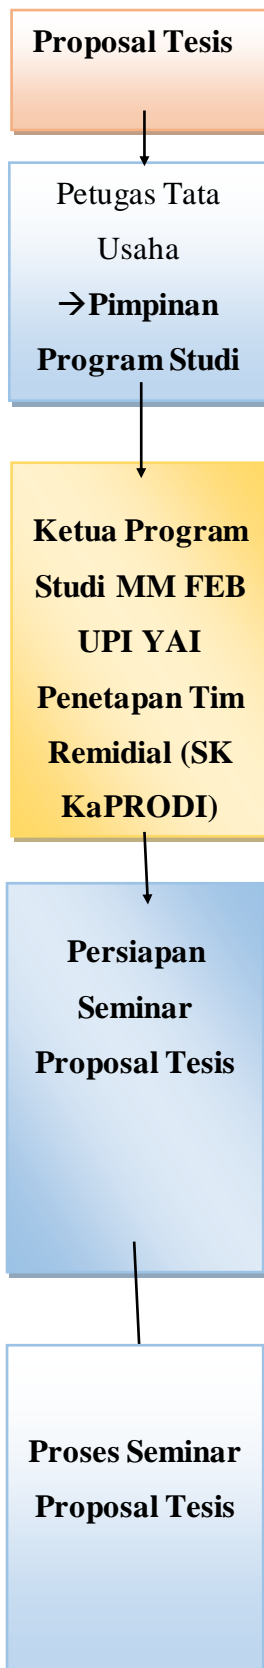 Proposal Tesis
Petugas Tata
Usaha
→Pimpinan
Program Studi
Ketua Program
Studi MM FEB
UPI YAI
Penetapan Tim
Remidial (SK
KaPRODI)
Persiapan
Seminar
Proposal Tesis
Proses Seminar
Proposal Tesis